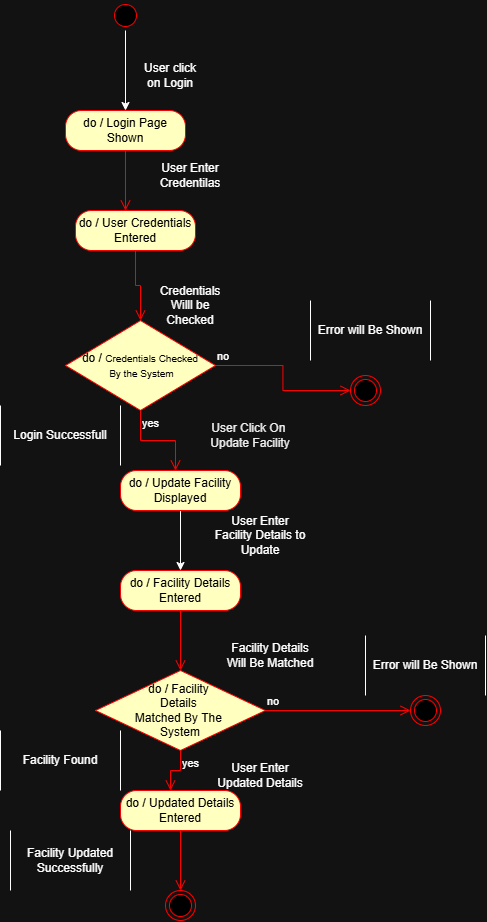 User click
on Login
do / Login Page
Shown
User Enter
Credentilas
do / User Credentials
Entered
Credentials
Willl be
Checked
Error will Be Shown
do / Credentials Checked
By the System
no
yes
Login Successfull
User Click On
Update Facility
do / Update Facility
Displayed
User Enter
Facility Details to
Update
do / Facility Details
Entered
Facility Details
Will Be Matched
Error will Be Shown
do / Facility
Details
Matched By The
System
no
yes
Facility Found
User Enter
Updated Details
do / Updated Details
Entered
Facility Updated
Successfully